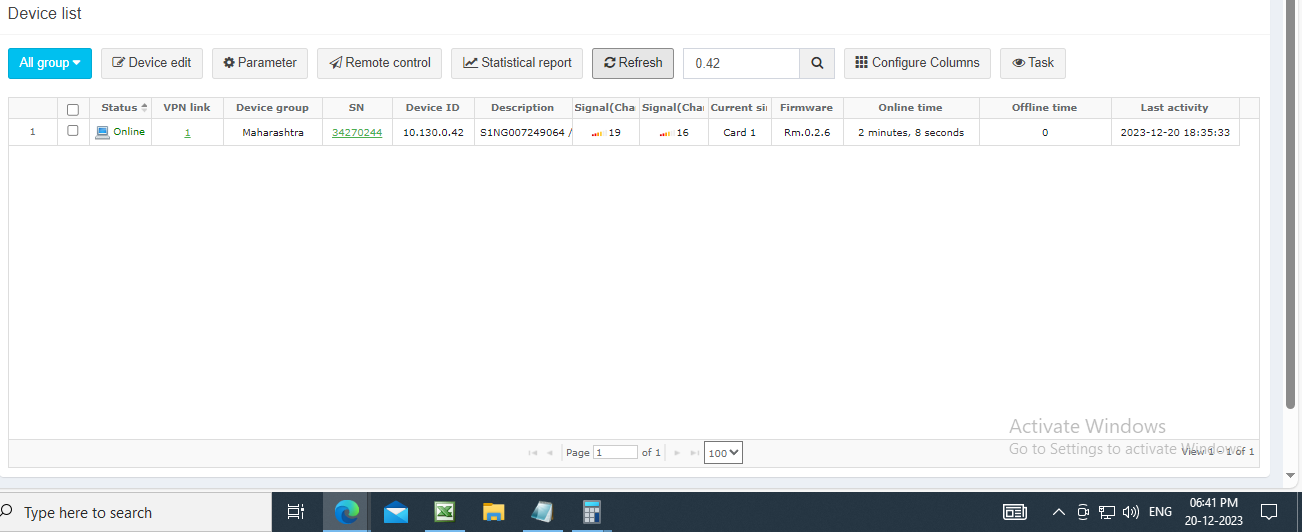 Device list
All group Device edit Parameter Remote control Statistical report Refresh 0.42 Configure Columns Task
Status VPN link Device group SN Device ID Description Signal(Cha Signal(Cha Current si Firmware Online time Offline time Last activity
1 Online 1 Maharashtra 34270244 10.130.0.42 S1NG007249064 / 19 16 Card 1 Rm.0.2.6 2 minutes, 8 seconds 0 2023-12-20 18:35:33
Activate Windows
Go to Settings to activate Windows.
Page 1 of 1 100 View 1 - 1 of 1
Type here to search ENG 06:41 PM
20-12-2023